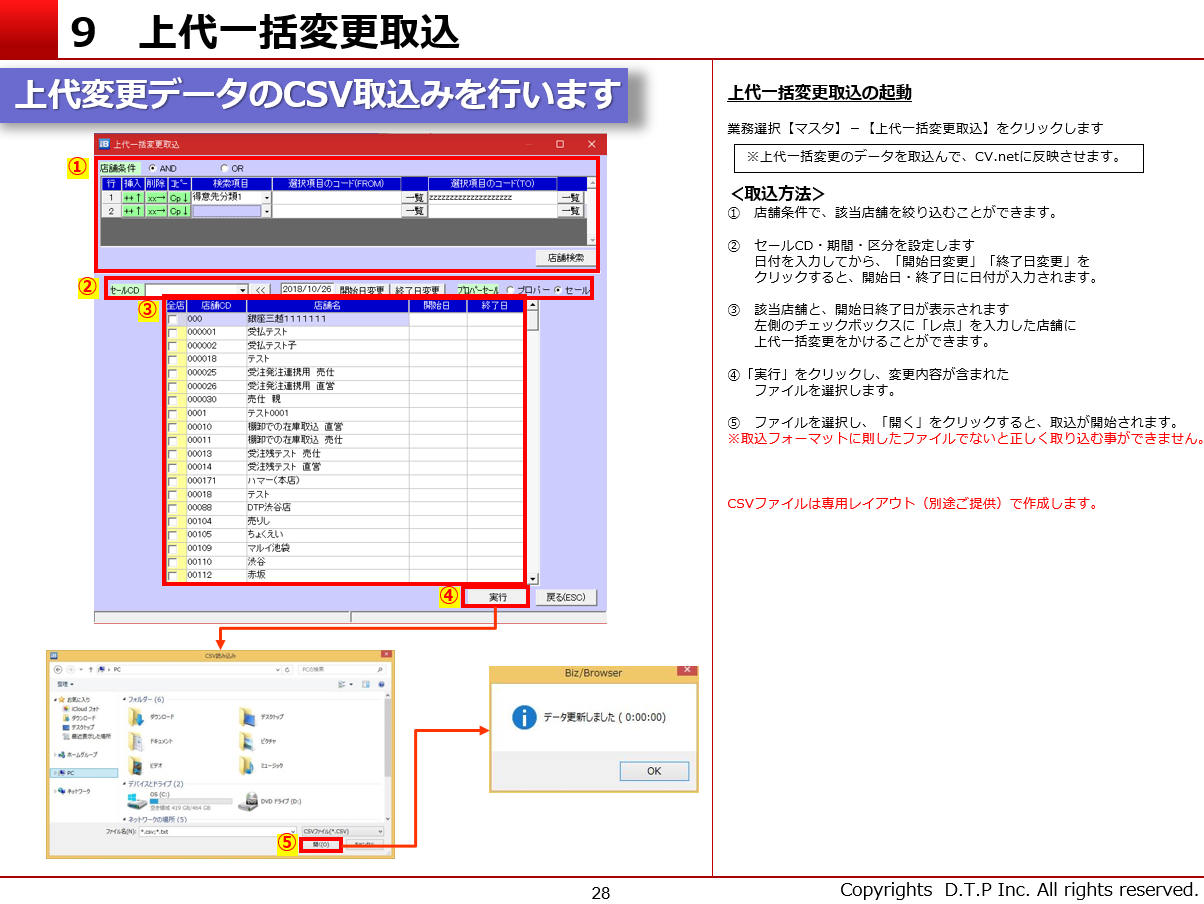 9　上代一括変更取込
上代変更データのCSV取込みを行います
上代一括変更取込
①
店舗条件 AND OR
行 挿入 削除 ｺﾋﾟｰ 検索項目 選択項目のコード(FROM) 選択項目のコード(TO)
1 ++↑ xx→ Cp↓ 得意先分類1 一覧 zzzzzzzzzzzzzzzzzzzz 一覧
2 ++↑ xx→ Cp↓ 一覧 一覧
店舗検索
②
セールCD << 2018/10/26 開始日変更 終了日変更 ﾌﾟﾛﾊﾟｰｾｰﾙ プロパー セール
③
全店 店舗CD 店舗名 開始日 終了日
000 銀座三越1111111
000001 受払テスト
000002 受払テスト子
000018 テスト
000025 受注発注連携用 売仕
000026 受注発注連携用 直営
000030 売仕 親
0001 テスト0001
00010 棚卸での在庫取込 直営
00011 棚卸での在庫取込 売仕
00013 受注残テスト 売仕
00014 受注残テスト 直営
000171 ハマー(本店)
00018 テスト
00088 DTP渋谷店
00104 売りし
00105 ちょくえい
00109 マルイ池袋
00110 渋谷
00112 赤坂
④ 実行 戻る(ESC)
CSV読み込み
PC PCの検索
整理
お気に入り
iCloud フォト
ダウンロード
デスクトップ
最近表示した場所
ホームグループ
PC
ネットワーク
フォルダー (6)
ダウンロード デスクトップ
ドキュメント ピクチャ
ビデオ ミュージック
デバイスとドライブ (2)
OS (C:)
空き領域 419 GB/464 GB
DVD ドライブ (D:)
ネットワークの場所 (5)
ファイル名(N): *.csv;*.txt CSVファイル(*.CSV)
⑤ 開く(O) キャンセル
Biz/Browser
データ更新しました ( 0:00:00)
OK
上代一括変更取込の起動
業務選択【マスタ】－【上代一括変更取込】をクリックします
※上代一括変更のデータを取込んで、CV.netに反映させます。
＜取込方法＞
①　店舗条件で、該当店舗を絞り込むことができます。
②　セールCD・期間・区分を設定します
日付を入力してから、「開始日変更」「終了日変更」を
クリックすると、開始日・終了日に日付が入力されます。
③　該当店舗と、開始日終了日が表示されます
左側のチェックボックスに「レ点」を入力した店舗に
上代一括変更をかけることができます。
④「実行」をクリックし、変更内容が含まれた
ファイルを選択します。
⑤　ファイルを選択し、「開く」をクリックすると、取込が開始されます。
※取込フォーマットに則したファイルでないと正しく取り込む事ができません。
CSVファイルは専用レイアウト（別途ご提供）で作成します。
28
Copyrights D.T.P Inc. All rights reserved.